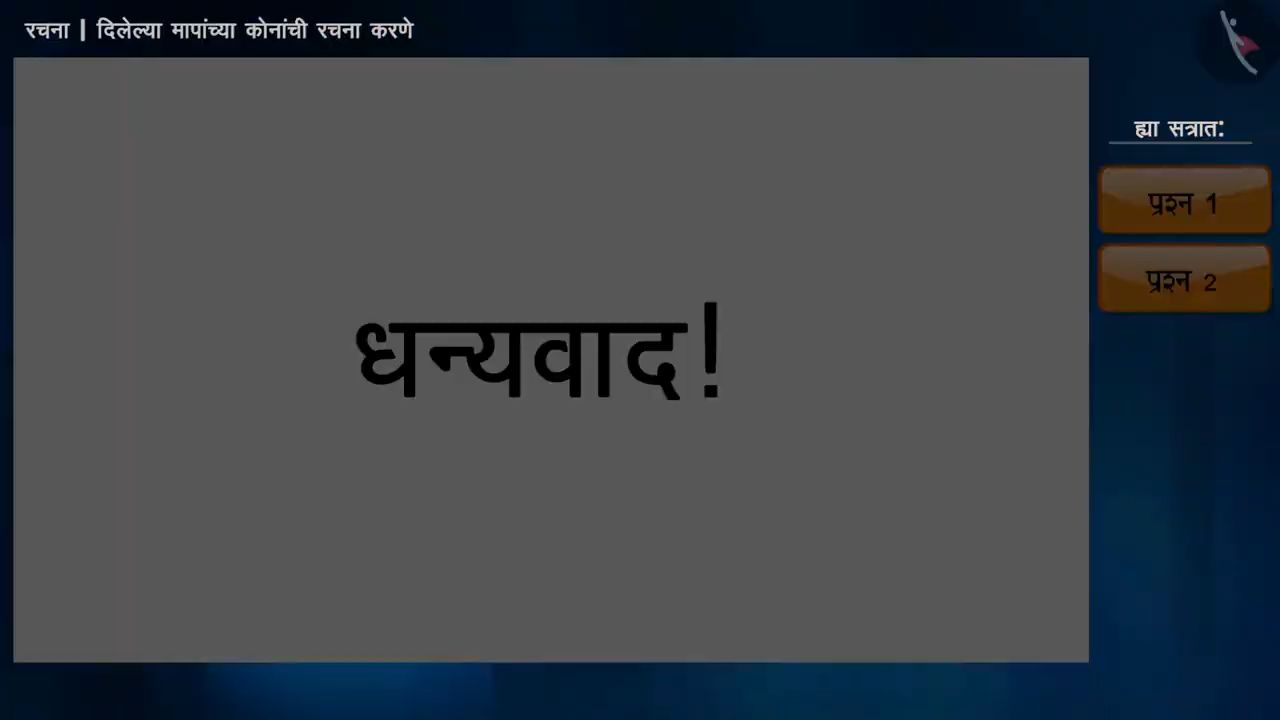 रचना | दिलेल्या मापांच्या कोनांची रचना करणे
ह्या सत्रात:
प्रश्न 1
प्रश्न 2
धन्यवाद!